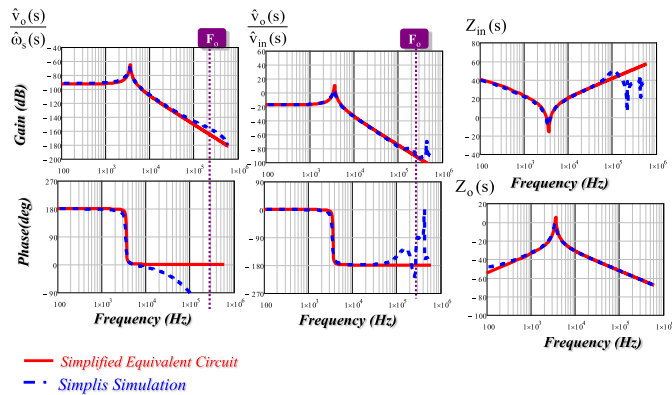 v̂ₒ(s)
ω̂ₛ(s)
Fₒ
v̂ₒ(s)
v̂ᵢₙ(s)
Fₒ
Zᵢₙ(s)
Gain (dB)
-40
-60
-80
-100
-120
-140
-160
-180
-200
100 1×10³ 1×10⁴ 1×10⁵ 1×10⁶
60
40
20
0
-20
-40
-60
-80
-100
100 1×10³ 1×10⁴ 1×10⁵ 1×10⁶
80
60
40
20
0
-20
-40
100 1×10³ 1×10⁴ 1×10⁵ 1×10⁶
Frequency (Hz)
Phase(deg)
270
180
90
0
-90
100 1×10³ 1×10⁴ 1×10⁵ 1×10⁶
Frequency (Hz)
90
0
-90
-180
-270
100 1×10³ 1×10⁴ 1×10⁵ 1×10⁶
Frequency (Hz)
Zₒ(s)
20
0
-20
-40
-60
-80
-100
100 1×10³ 1×10⁴ 1×10⁵ 1×10⁶
Frequency (Hz)
Simplified Equivalent Circuit
Simplis Simulation